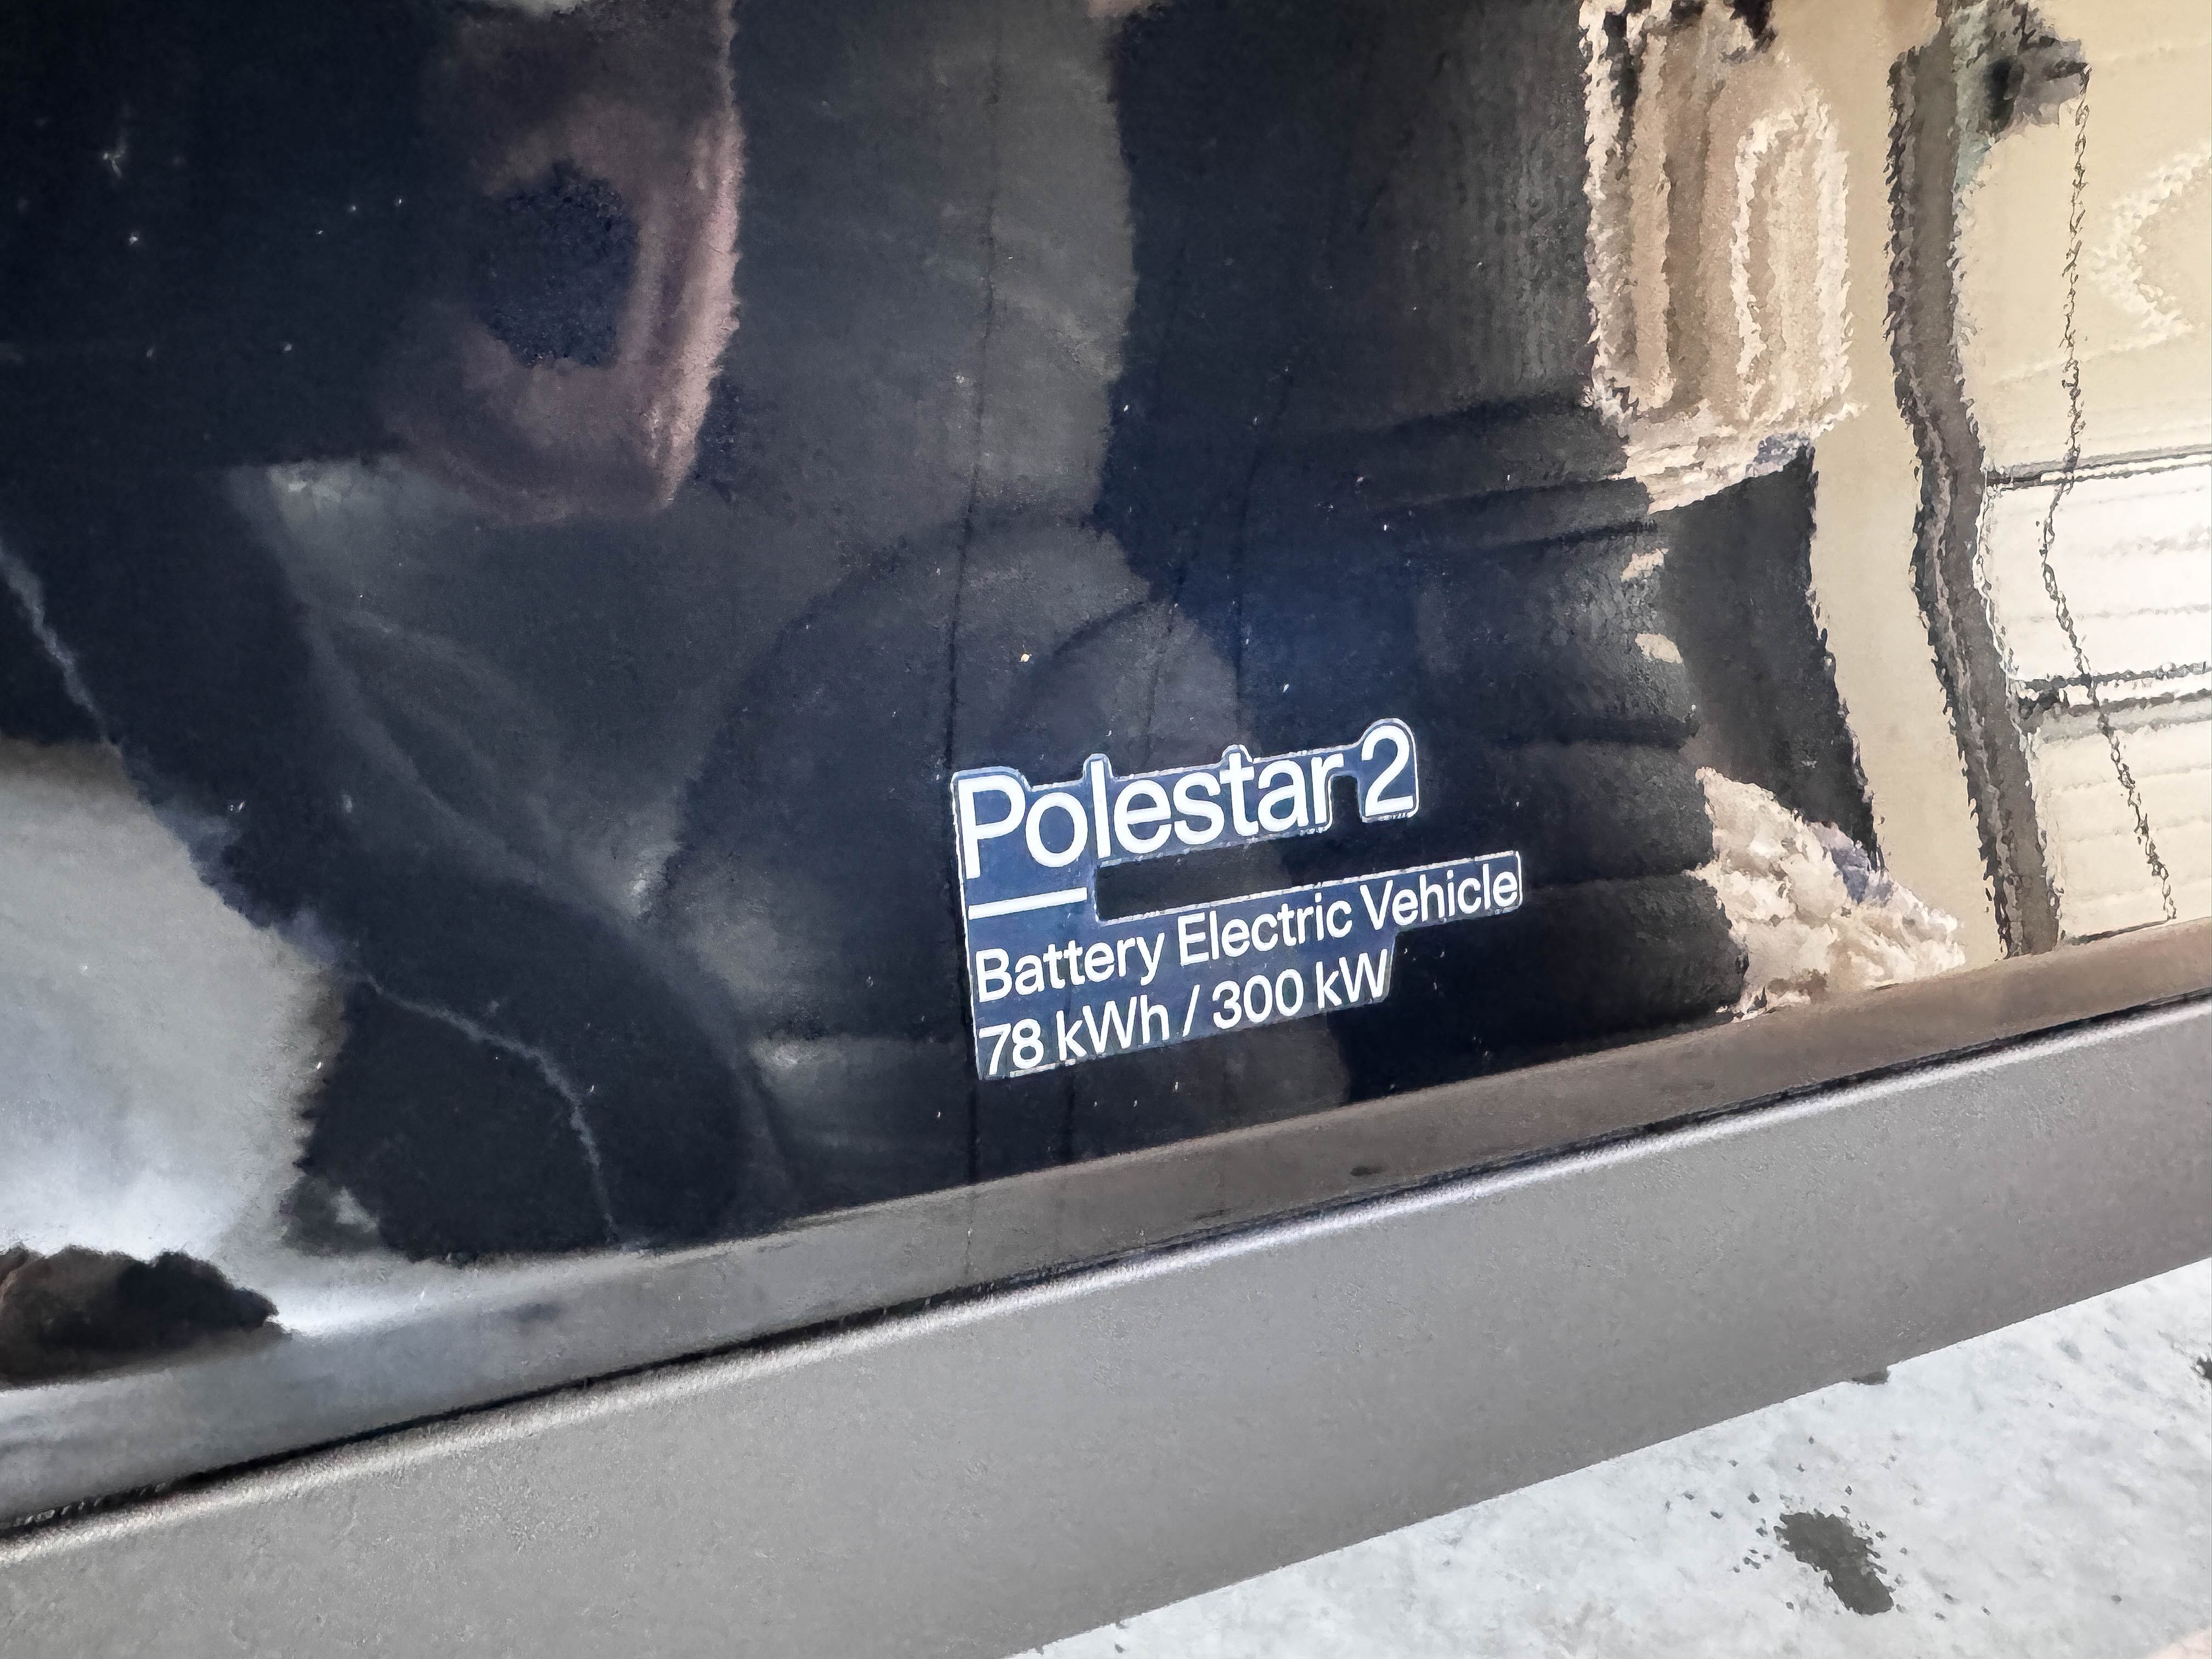 Polestar 2
Battery Electric Vehicle
78 kWh / 300 kW